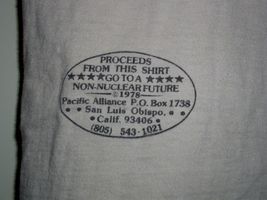 PROCEEDS
FROM THIS SHIRT
★★★★ GO TO A ★★★★
NON-NUCLEAR FUTURE
©1978
Pacific Alliance P.O. Box 1738
• San Luis Obispo, •
• Calif. 93406 •
(805) 543-1027